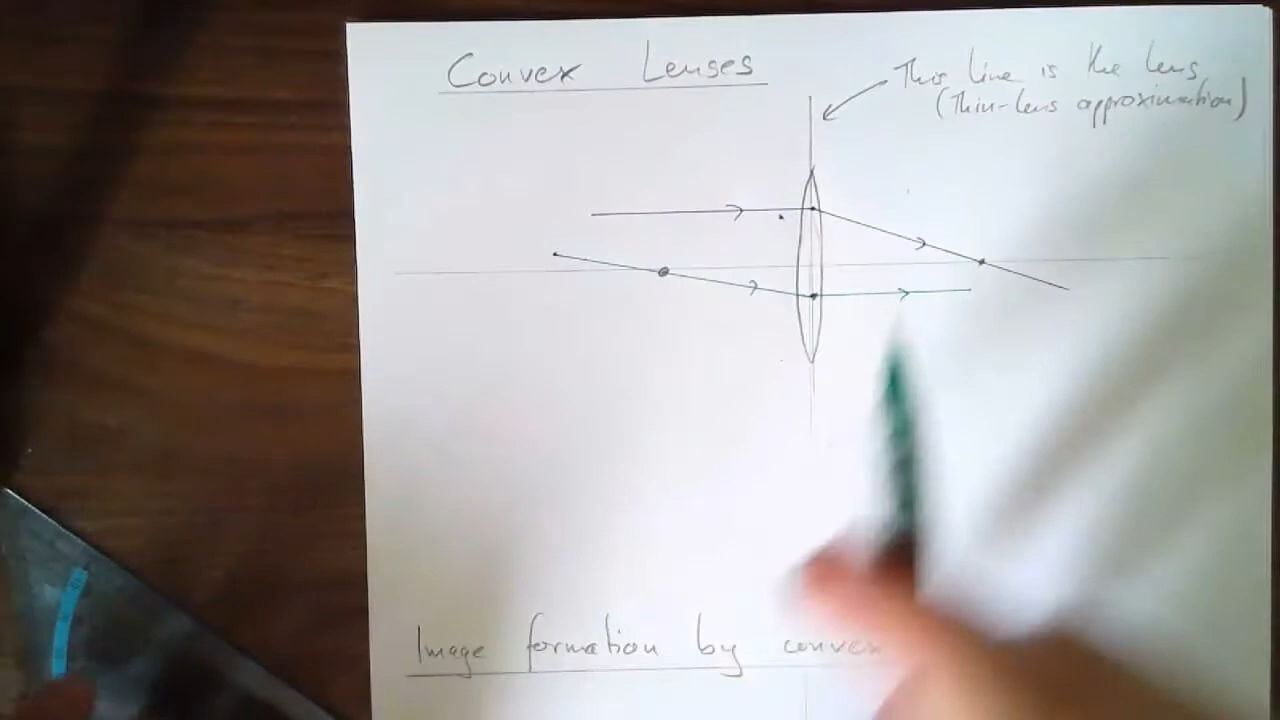 Convex Lenses
This line is the lens
(Thin-lens approximation)
Image formation by convex